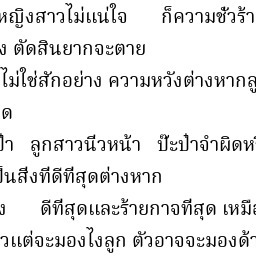 หญิงสาวไม่แน่ใจ ก็ความชั่วร้า
ง ตัดสินยากจะตาย
ไม่ใช่สักอย่าง ความหวังต่างหากลู
ด
ป๋า ลูกสาวนิ่วหน้า ป๊ะป๋าจำผิดหรื
ป็นสิ่งที่ดีที่สุดต่างหาก
ง ดีที่สุดและร้ายกาจที่สุด เหมือ
วแต่จะมองไงลูก ตัวอาจจะมองด้า